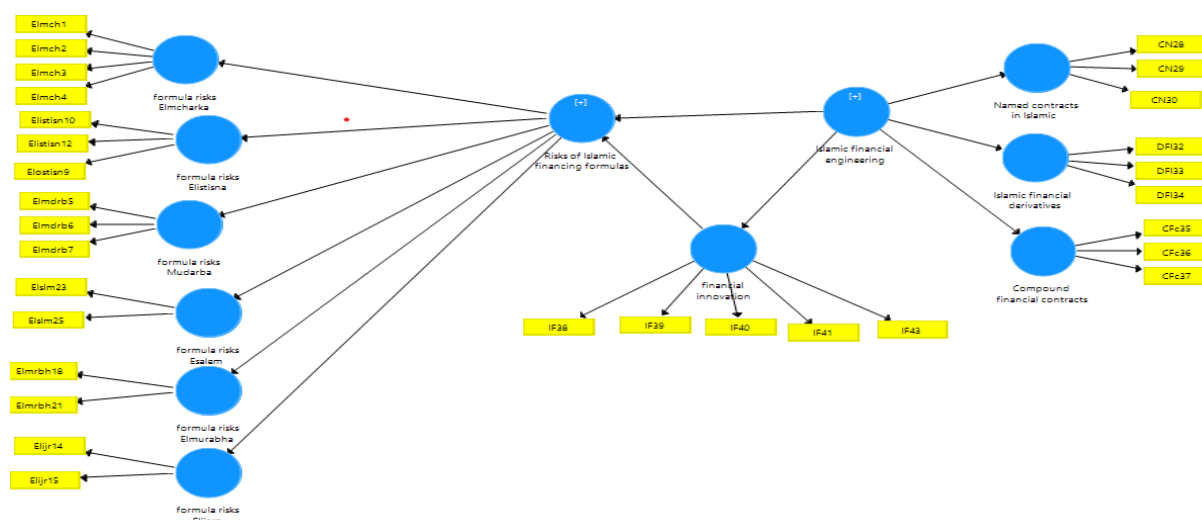 Elmch1
Elmch2
Elmch3
Elmch4
formula risks
Elmcharka
Elistisn10
Elistisn12
Elostisn9
formula risks
Elistisna
Elmdrb5
Elmdrb6
Elmdrb7
formula risks
Mudarba
Elslm23
Elslm25
formula risks
Esalem
Elmrbh18
Elmrbh21
formula risks
Elmurabha
Elijr14
Elijr15
formula risks
[+]
Risks of Islamic
financing formulas
[+]
Islamic financial
engineering
financial
innovation
IF38
IF39
IF40
IF41
IF43
Named contracts
in Islamic
CN28
CN29
CN30
Islamic financial
derivatives
DFI32
DFI33
DFI34
Compound
financial contracts
CFc35
CFc36
CFc37